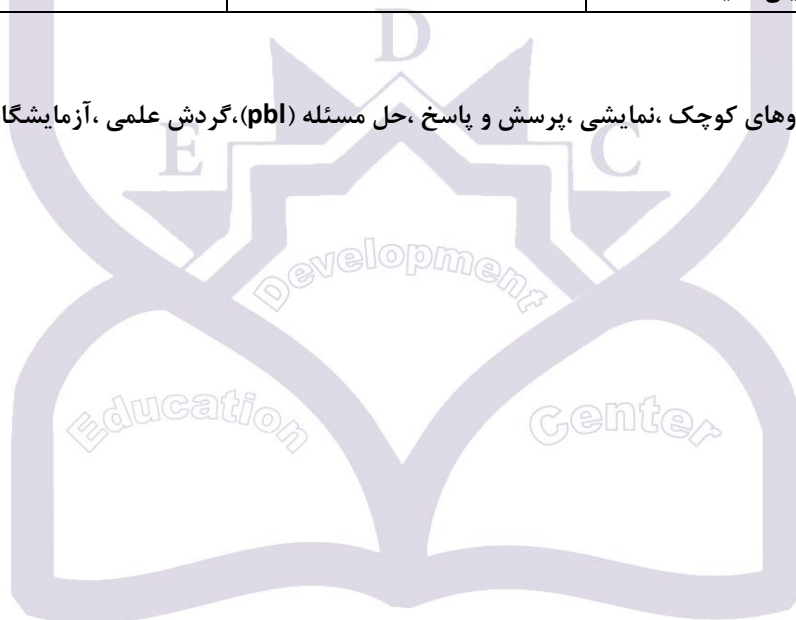 D
وهای کوچک ،نمایشی ،پرسش و پاسخ ،حل مسئله (pbl)،گردش علمی ،آزمایشگا
E C
Development
Education Center